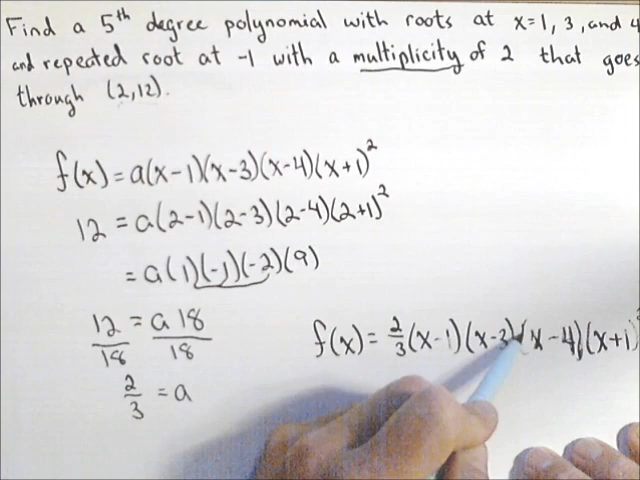 Find a 5th degree polynomial with roots at x=1, 3, and 4
and repeated root at -1 with a multiplicity of 2 that goes
through (2,12).
f(x) = a(x-1)(x-3)(x-4)(x+1)²
12 = a(2-1)(2-3)(2-4)(2+1)²
= a(1)(-1)(-2)(9)
12/18 = a 18/18
f(x) = 2/3(x-1)(x-3)(x-4)(x+1)²
2/3 = a